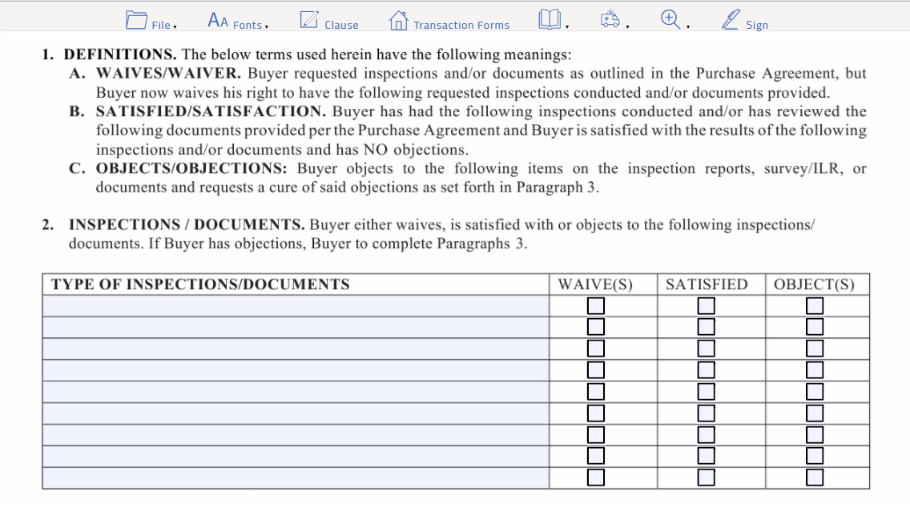 File Fonts Clause Transaction Forms Sign
1. DEFINITIONS. The below terms used herein have the following meanings:
A. WAIVES/WAIVER. Buyer requested inspections and/or documents as outlined in the Purchase Agreement, but
Buyer now waives his right to have the following requested inspections conducted and/or documents provided.
B. SATISFIED/SATISFACTION. Buyer has had the following inspections conducted and/or has reviewed the
following documents provided per the Purchase Agreement and Buyer is satisfied with the results of the following
inspections and/or documents and has NO objections.
C. OBJECTS/OBJECTIONS: Buyer objects to the following items on the inspection reports, survey/ILR, or
documents and requests a cure of said objections as set forth in Paragraph 3.
2. INSPECTIONS / DOCUMENTS. Buyer either waives, is satisfied with or objects to the following inspections/
documents. If Buyer has objections, Buyer to complete Paragraphs 3.
TYPE OF INSPECTIONS/DOCUMENTS WAIVE(S) SATISFIED OBJECT(S)